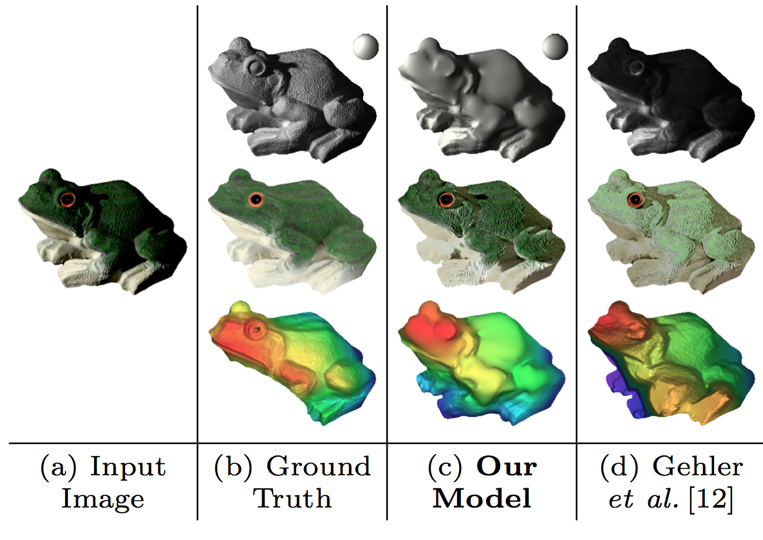 (a) Input
Image
(b) Ground
Truth
(c) Our
Model
(d) Gehler
et al. [12]